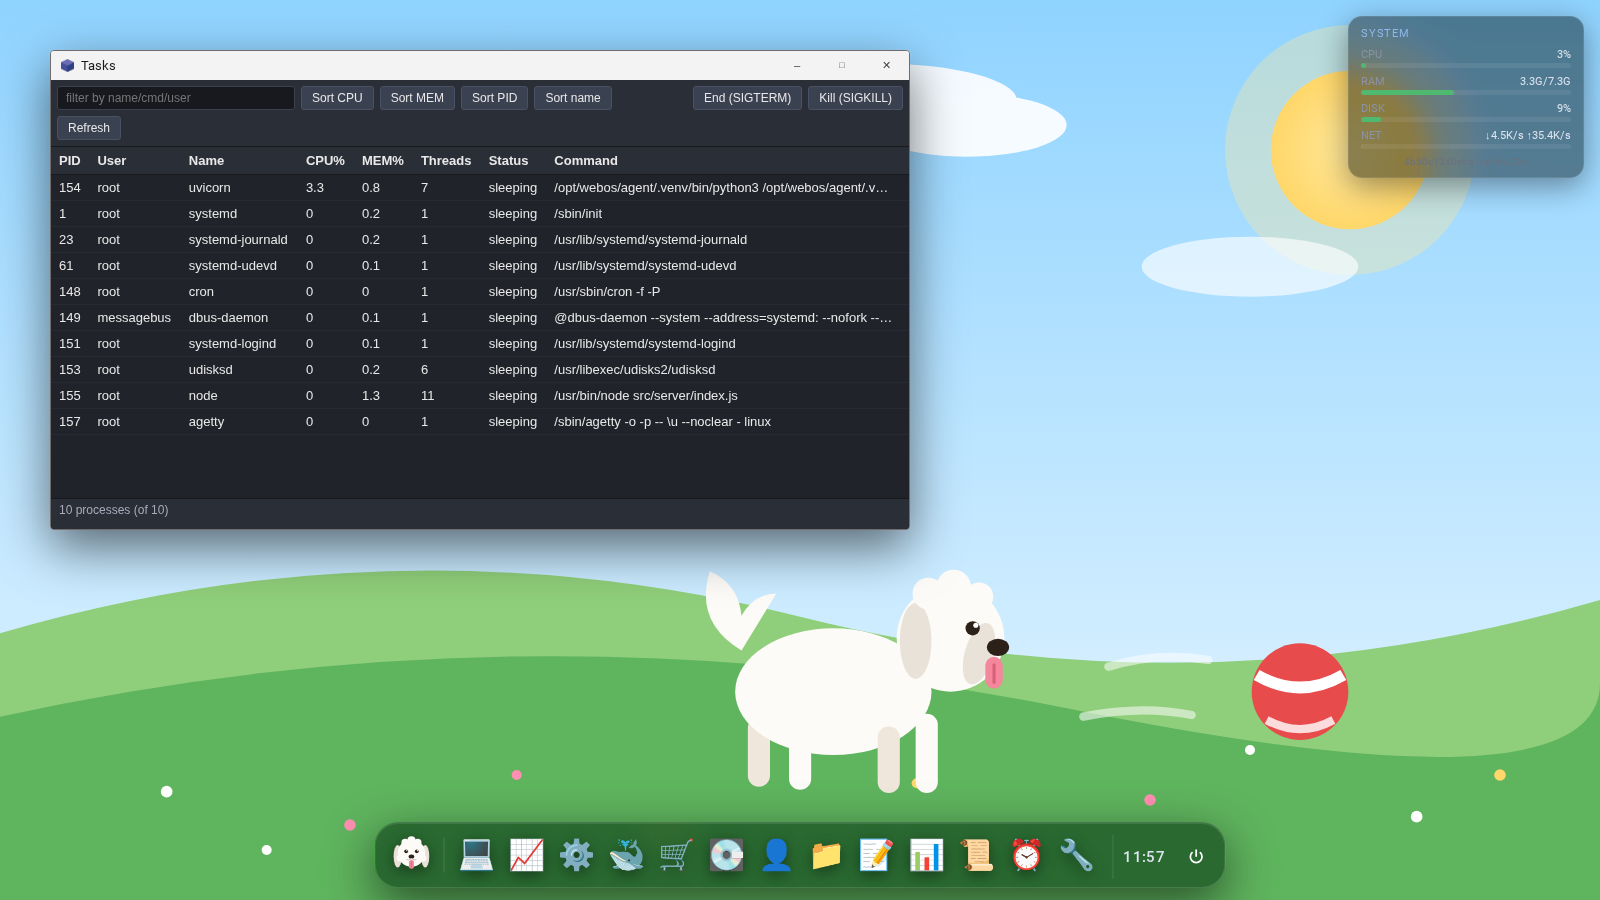 Tasks
filter by name/cmd/user Sort CPU Sort MEM Sort PID Sort name End (SIGTERM) Kill (SIGKILL)
Refresh
PID User Name CPU% MEM% Threads Status Command
154 root uvicorn 3.3 0.8 7 sleeping /opt/webos/agent/.venv/bin/python3 /opt/webos/agent/.v…
1 root systemd 0 0.2 1 sleeping /sbin/init
23 root systemd-journald 0 0.2 1 sleeping /usr/lib/systemd/systemd-journald
61 root systemd-udevd 0 0.1 1 sleeping /usr/lib/systemd/systemd-udevd
148 root cron 0 0 1 sleeping /usr/sbin/cron -f -P
149 messagebus dbus-daemon 0 0.1 1 sleeping @dbus-daemon --system --address=systemd: --nofork --…
151 root systemd-logind 0 0.1 1 sleeping /usr/lib/systemd/systemd-logind
153 root udisksd 0 0.2 6 sleeping /usr/libexec/udisks2/udisksd
155 root node 0 1.3 11 sleeping /usr/bin/node src/server/index.js
157 root agetty 0 0 1 sleeping /sbin/agetty -o -p -- \u --noclear - linux
10 processes (of 10)
SYSTEM
CPU 3%
RAM 3.3G/7.3G
DISK 9%
NET ↓4.5K/s ↑35.4K/s
11:57